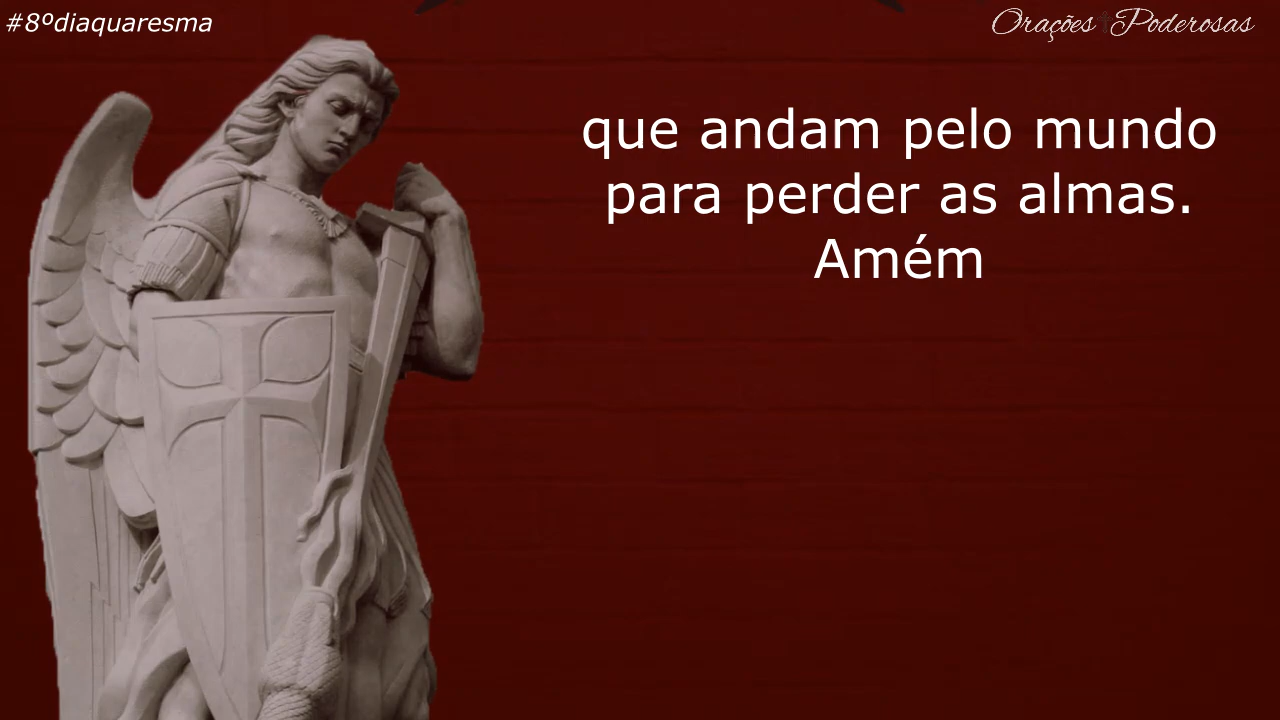 #8ºdiaquaresma
Orações Poderosas
que andam pelo mundo
para perder as almas.
Amém